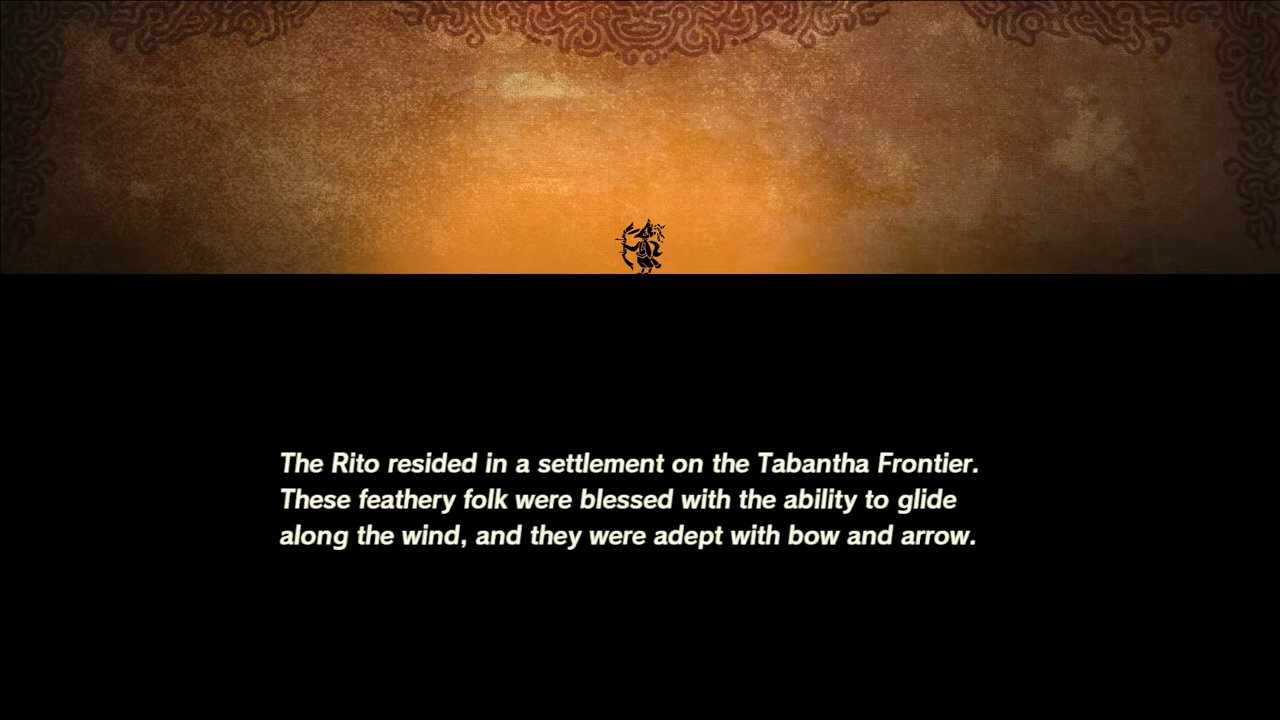 The Rito resided in a settlement on the Tabantha Frontier.
These feathery folk were blessed with the ability to glide
along the wind, and they were adept with bow and arrow.